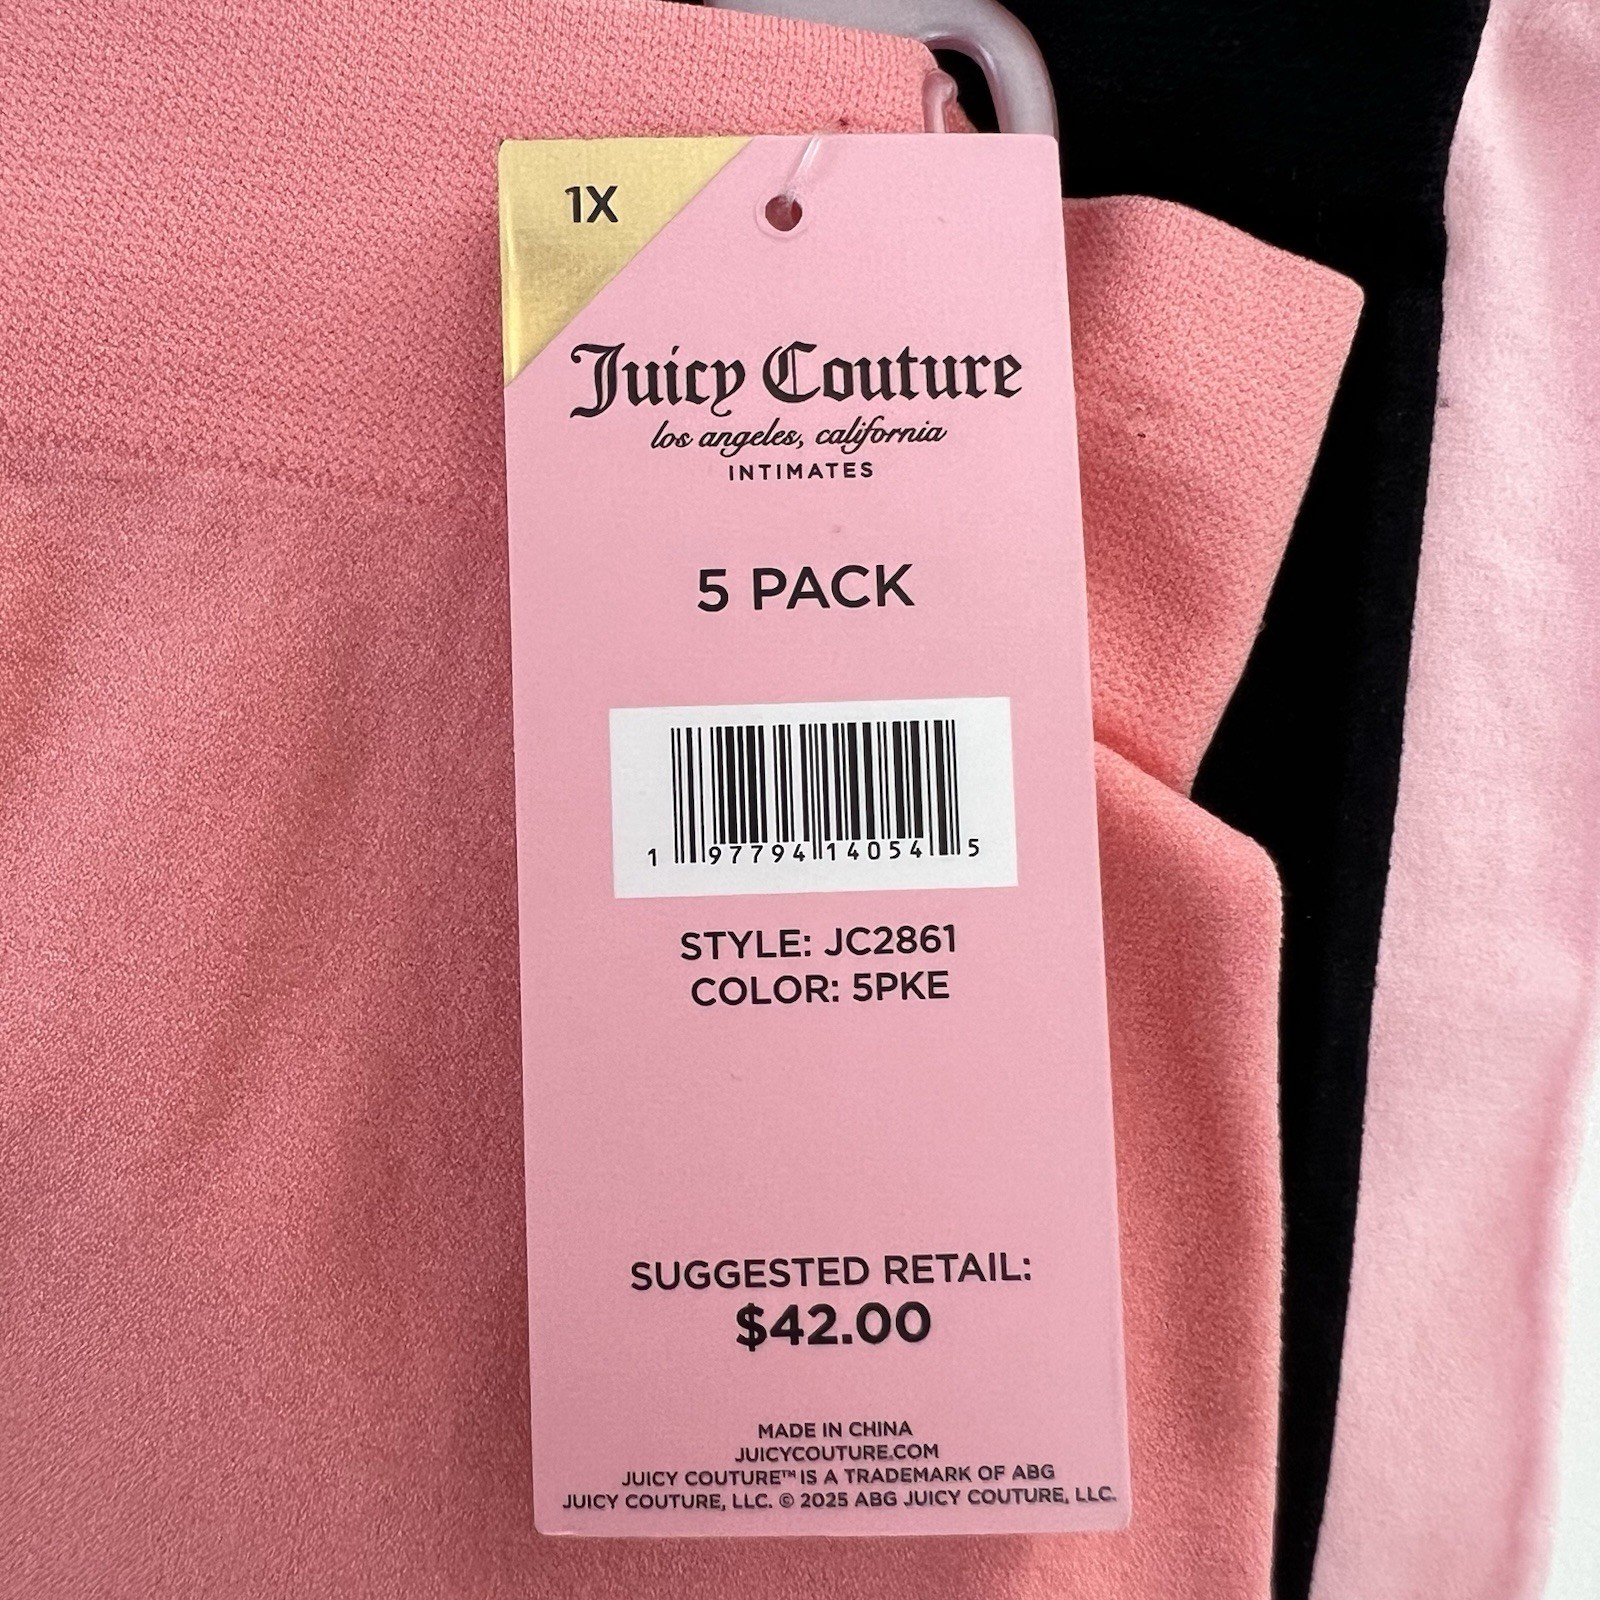 1X
Juicy Couture
los angeles, california
INTIMATES
5 PACK
1 97794 14054 5
STYLE: JC2861
COLOR: 5PKE
SUGGESTED RETAIL:
$42.00
MADE IN CHINA
JUICYCOUTURE.COM
JUICY COUTURE™ IS A TRADEMARK OF ABG
JUICY COUTURE, LLC. © 2025 ABG JUICY COUTURE, LLC.